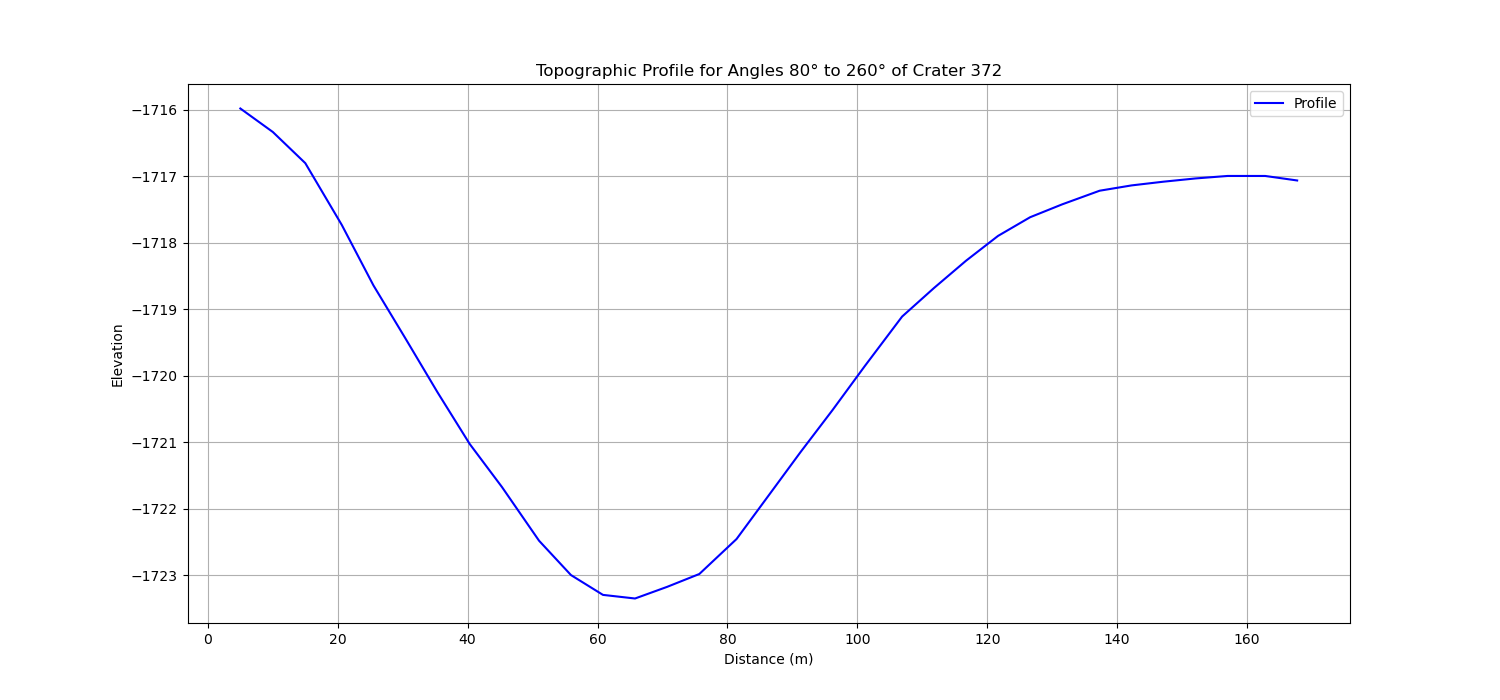 Topographic Profile for Angles 80° to 260° of Crater 372
Profile
−1716
−1717
−1718
−1719
−1720
−1721
−1722
−1723
Elevation
0 20 40 60 80 100 120 140 160
Distance (m)